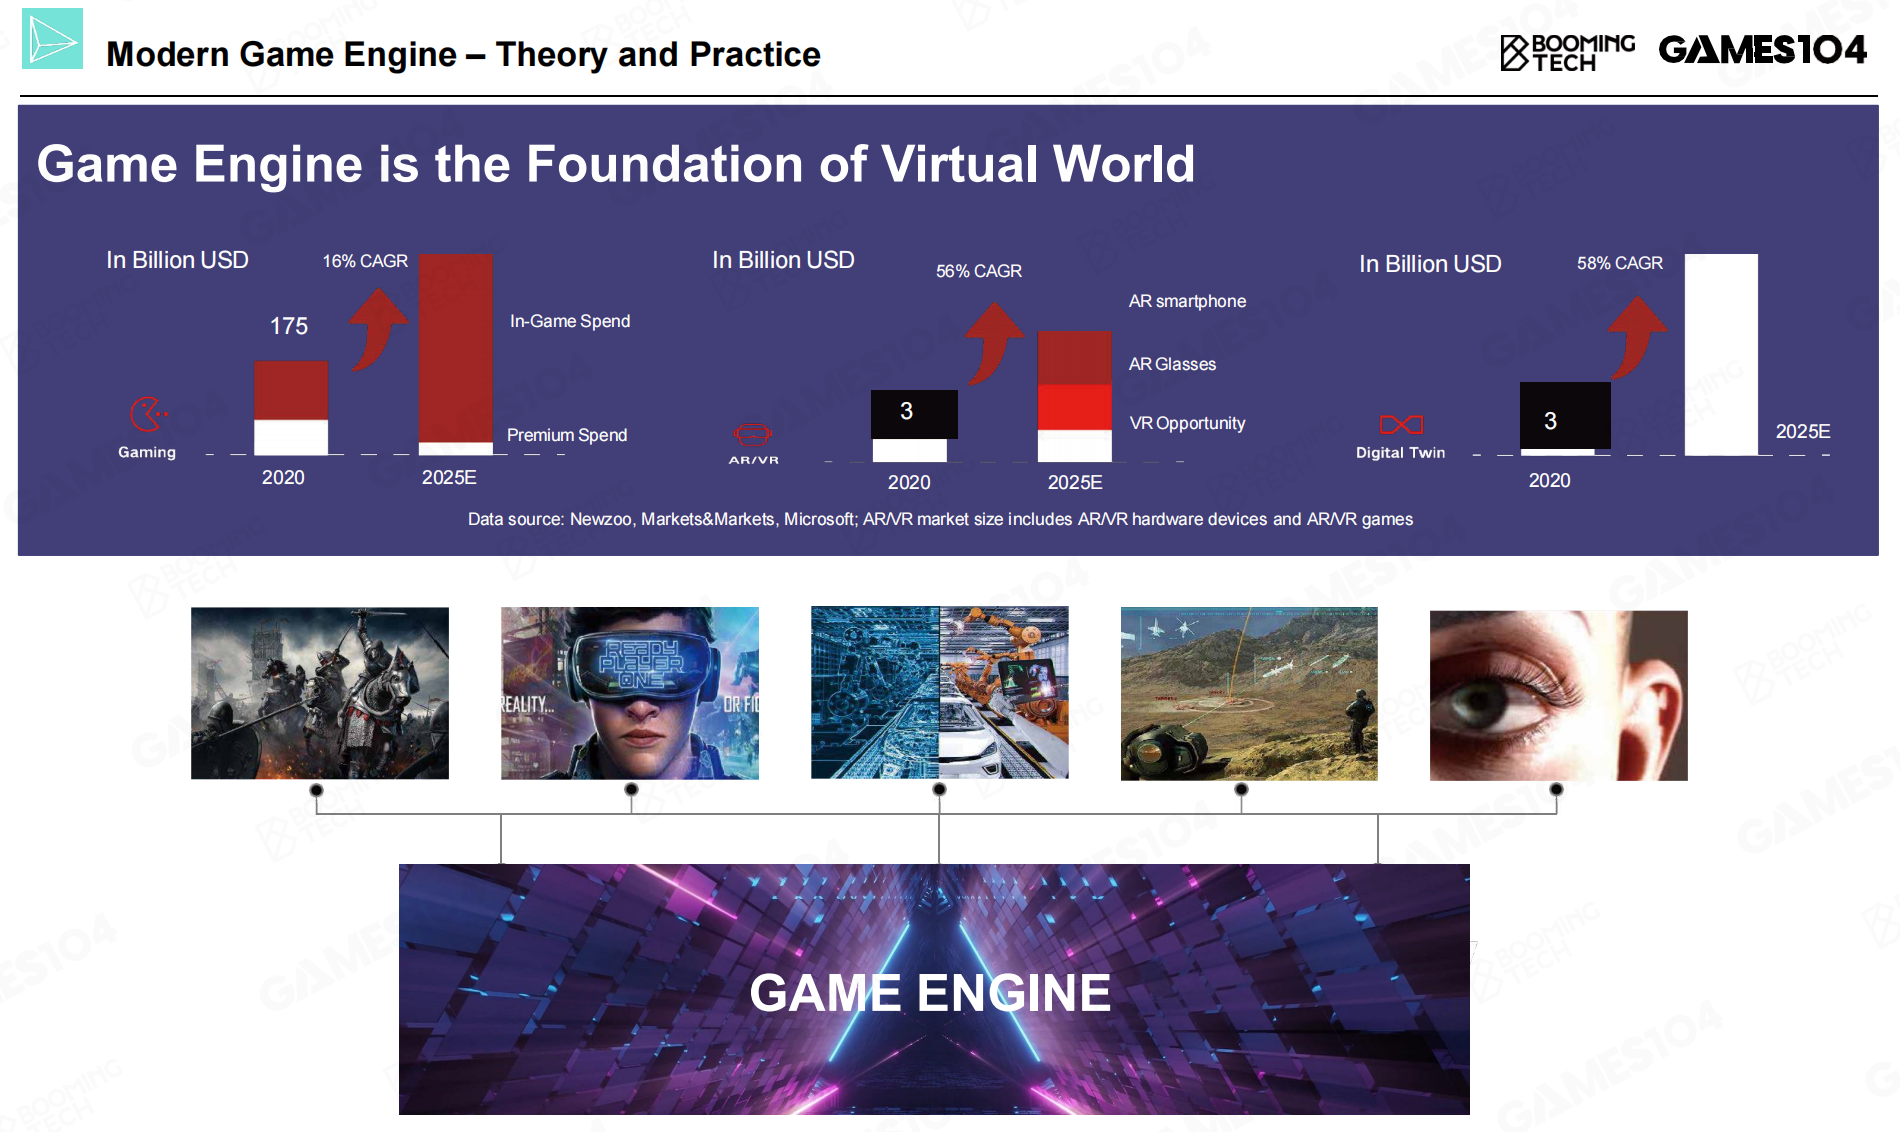 Modern Game Engine – Theory and Practice
BOOMING
TECH
GAMES104
Game Engine is the Foundation of Virtual World
In Billion USD
16% CAGR
175
In-Game Spend
Premium Spend
Gaming
2020
2025E
In Billion USD
56% CAGR
AR smartphone
AR Glasses
3
VR Opportunity
AR/VR
2020
2025E
In Billion USD
58% CAGR
3
2025E
Digital Twin
2020
Data source: Newzoo, Markets&Markets, Microsoft; AR/VR market size includes AR/VR hardware devices and AR/VR games
READY
PLAYER
ONE
REALITY...
OR FIC
GAME ENGINE